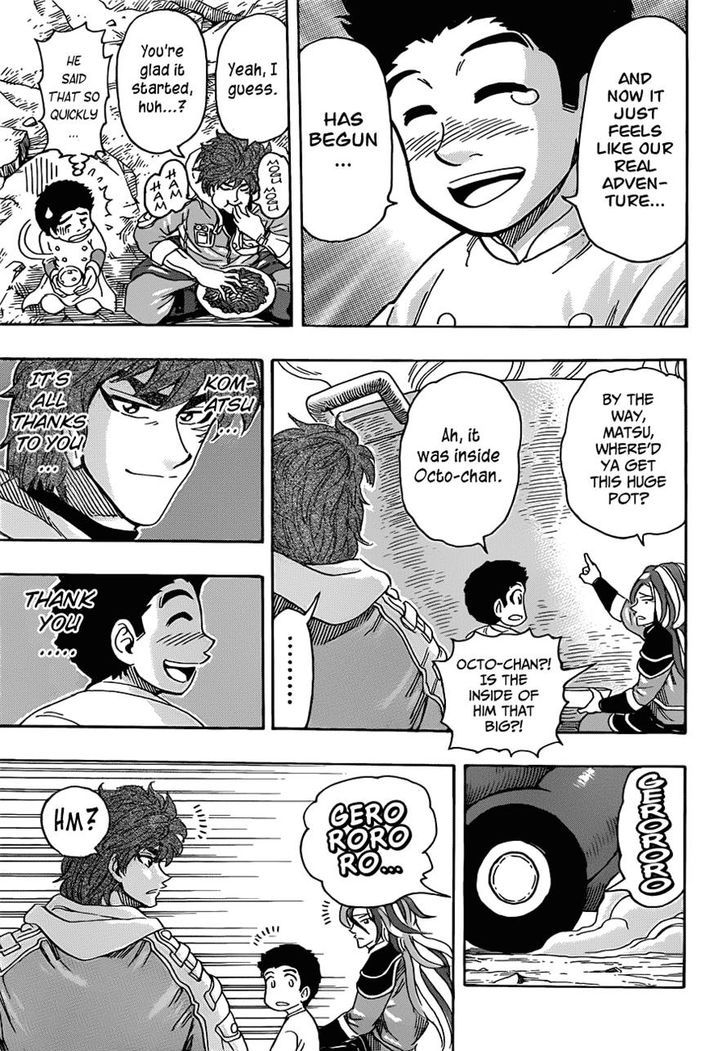 AND
NOW IT
JUST
FEELS
LIKE OUR
REAL
ADVEN-
TURE...
HAS
BEGUN
...
Yeah, I
guess.
You're
glad it
started,
huh...?
HE
SAID
THAT SO
QUICKLY
...
MOGU
MOGU
HAM
HAM
BY THE
WAY,
MATSU,
WHERE'D
YA GET
THIS HUGE
POT?
Ah, it
was inside
Octo-chan.
OCTO-CHAN?!
IS THE
INSIDE OF
HIM THAT
BIG?!
........
KOM-
ATSU
...,
IT'S
ALL
THANKS
TO YOU
...
THANK
YOU
.....
GERORORO
GERO
RORO
RO...
HM?